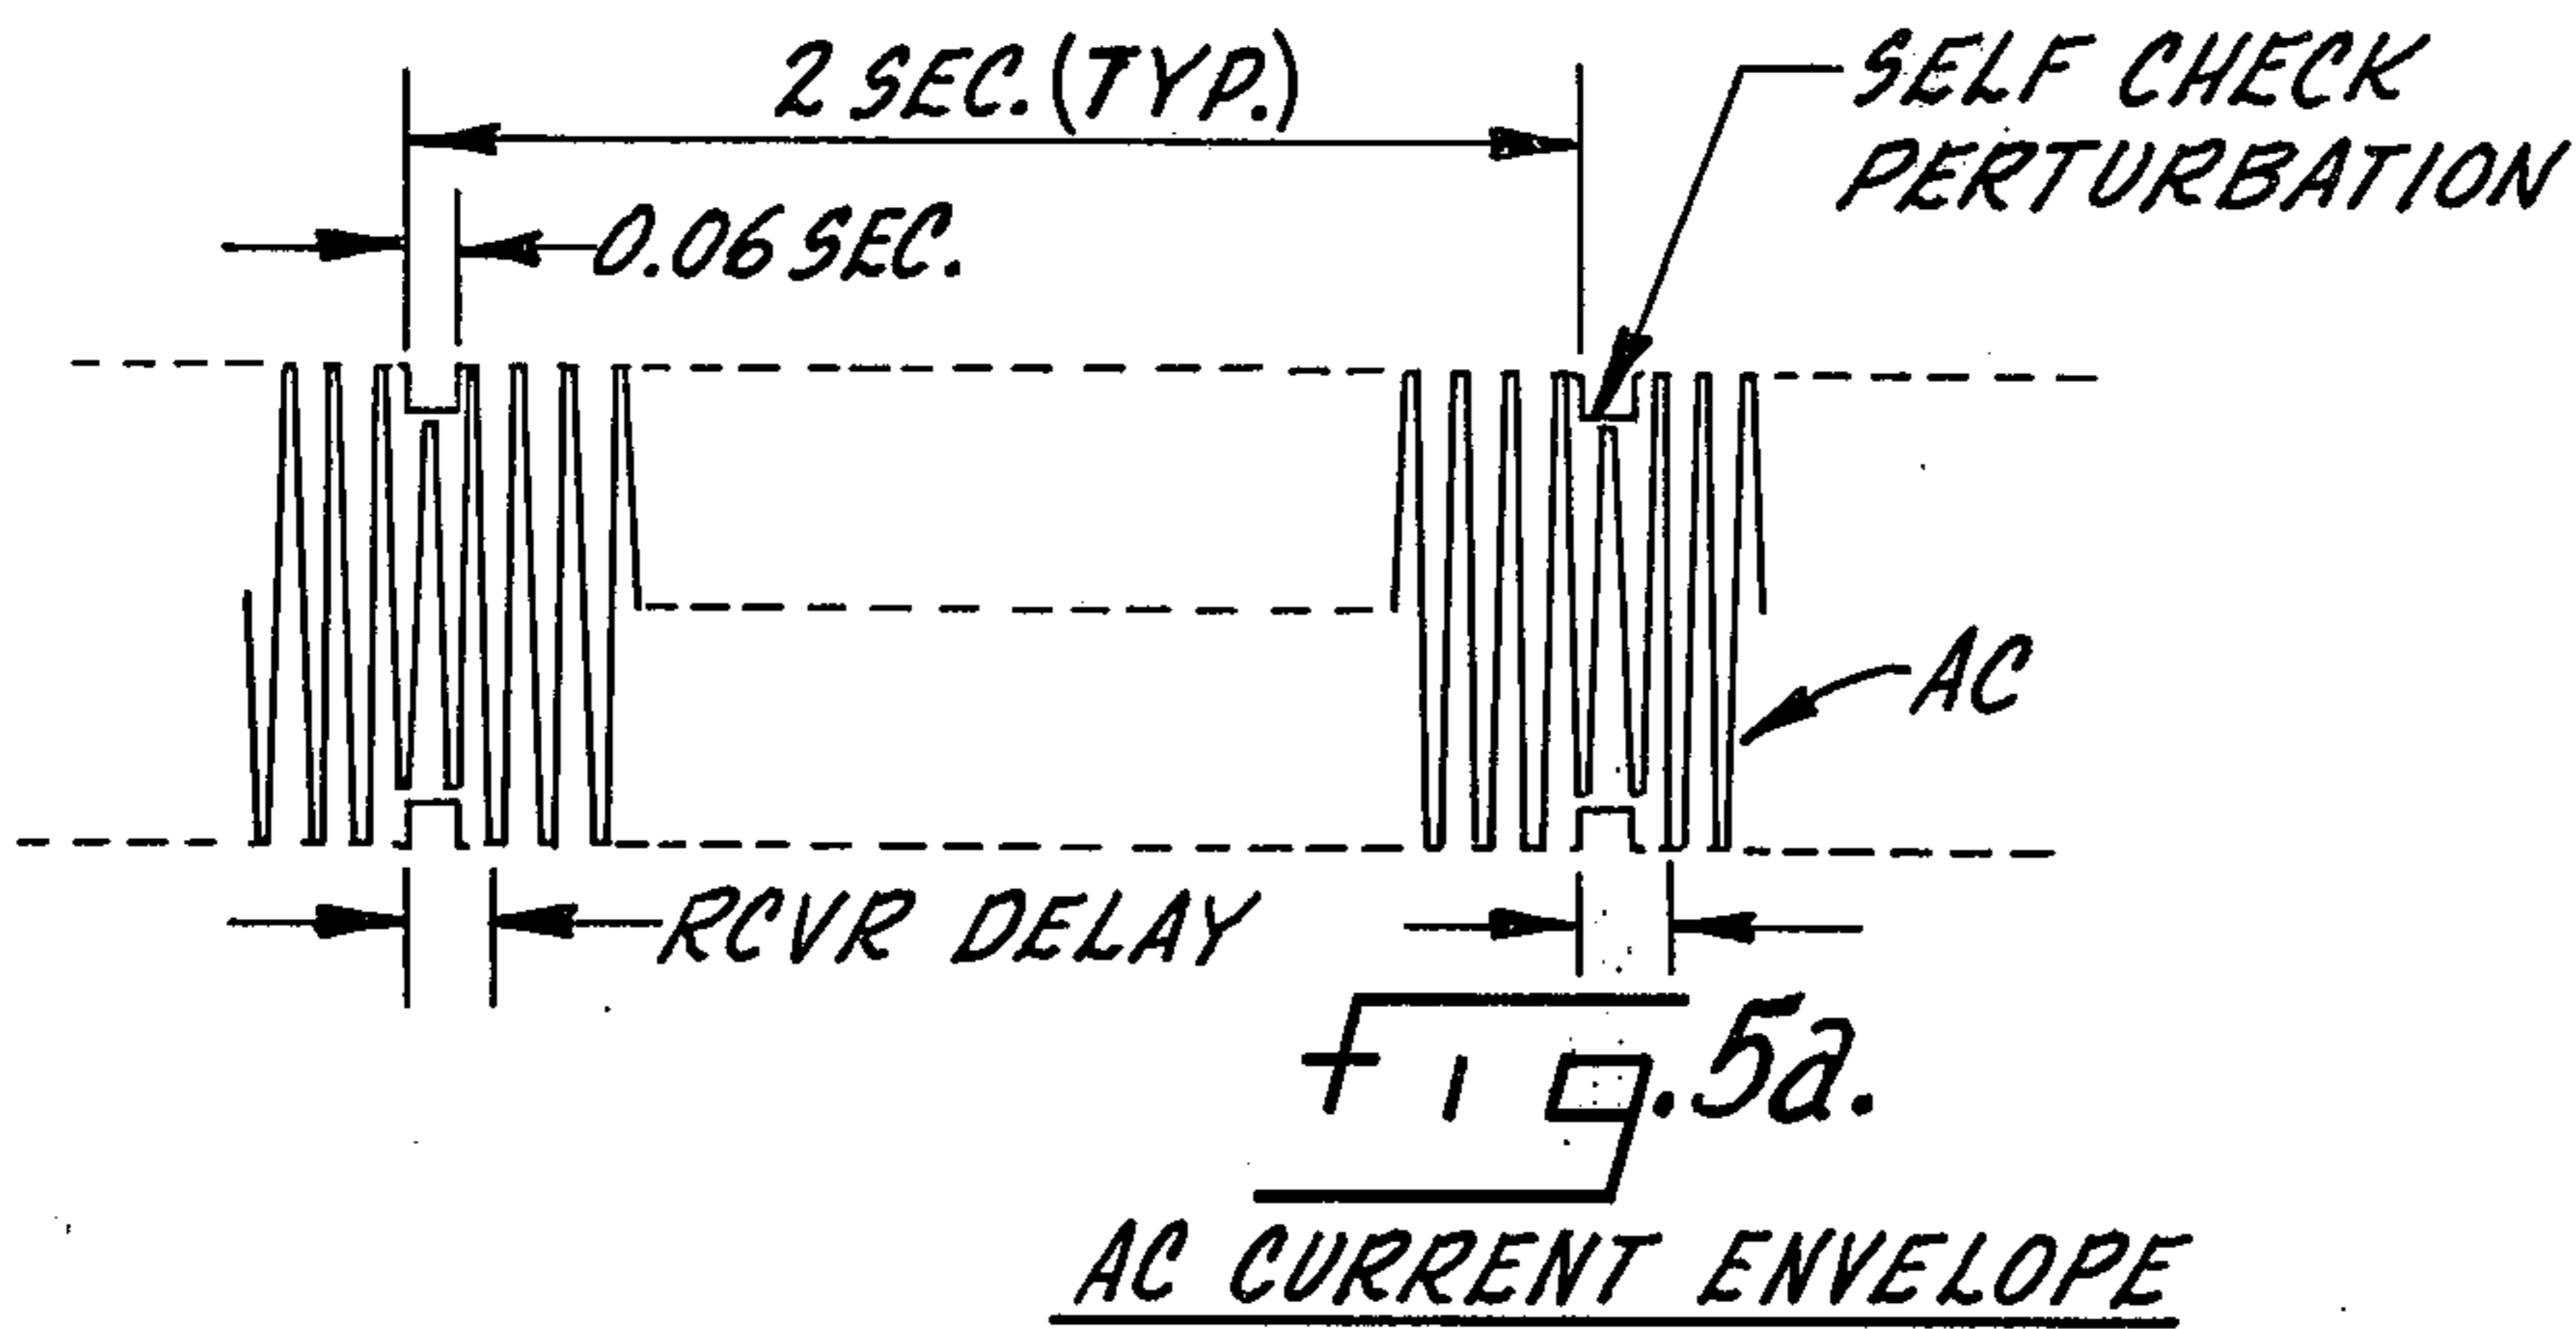 2 SEC. (TYP.)
SELF CHECK
PERTURBATION
0.06 SEC.
AC
RCVR DELAY
Fig. 5a.
AC CURRENT ENVELOPE